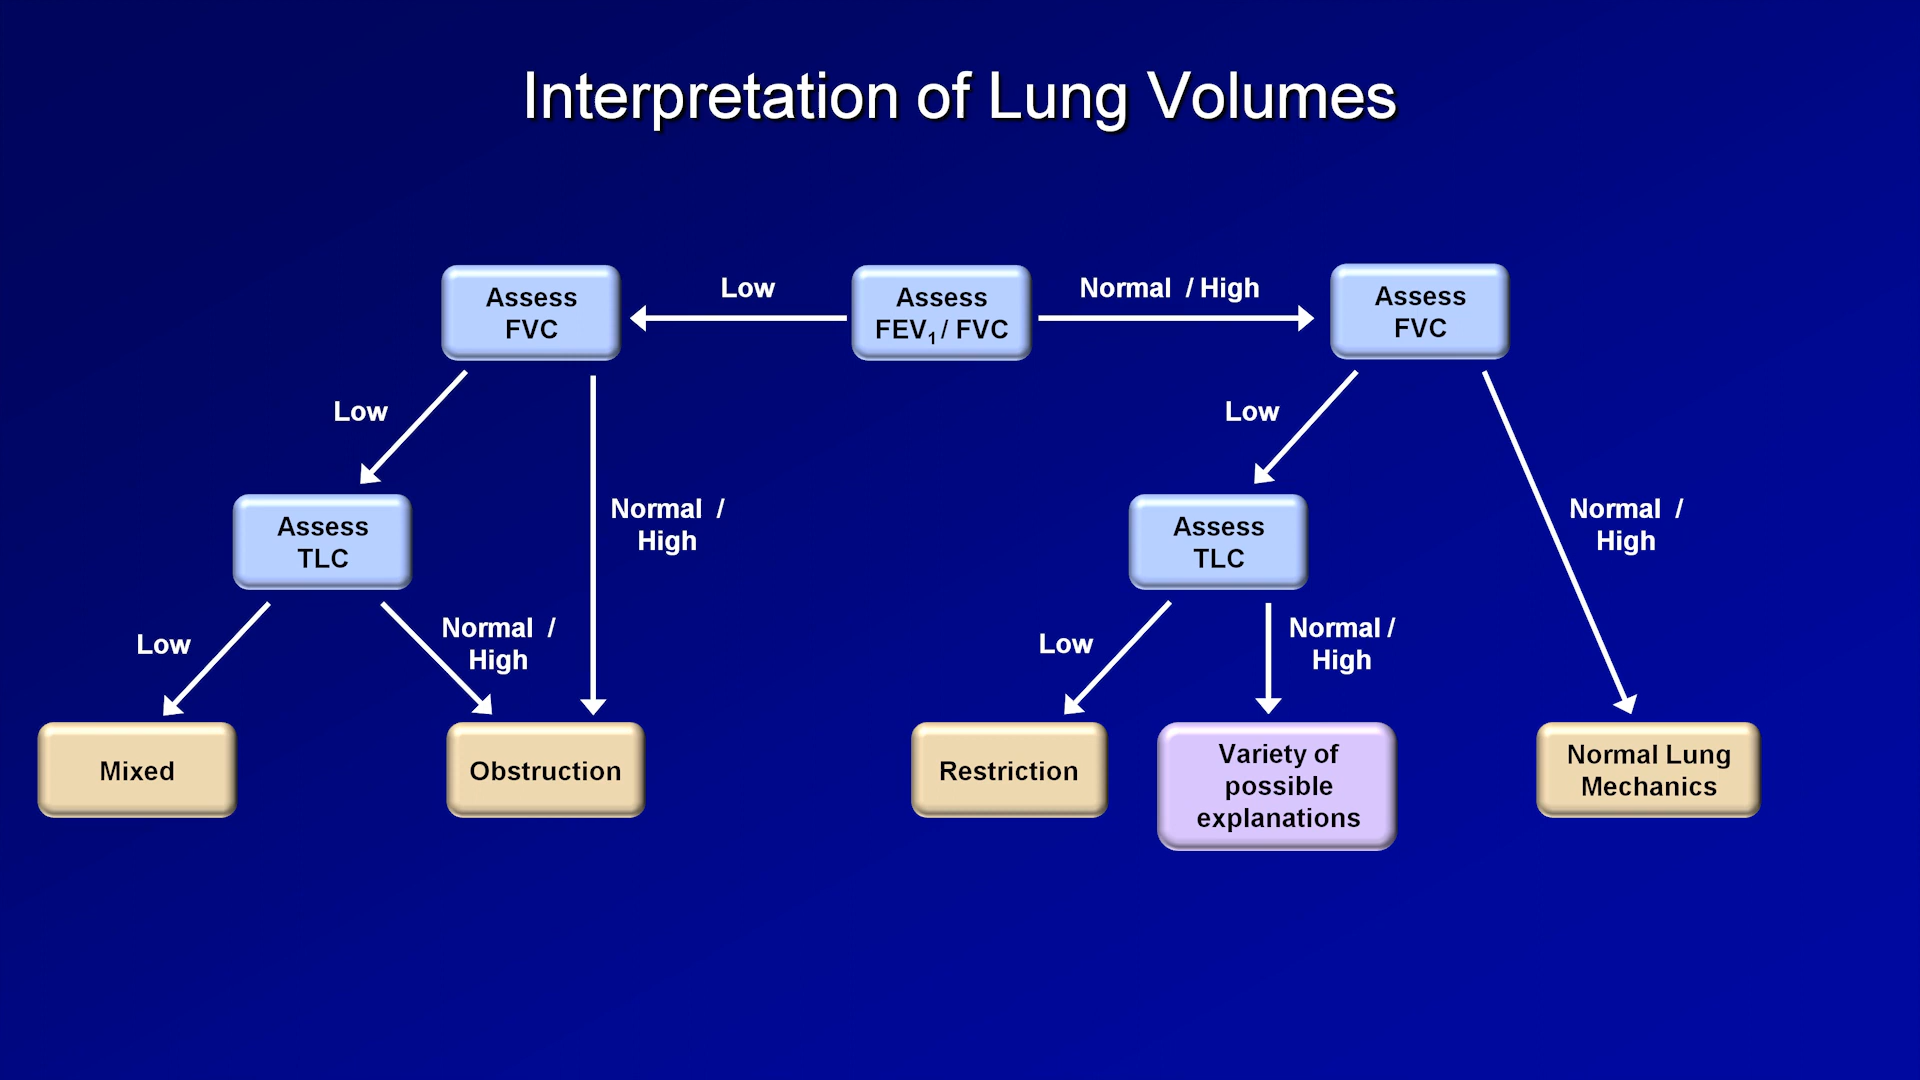 Interpretation of Lung Volumes
Assess
FVC
Low
Assess
FEV₁ / FVC
Normal / High
Assess
FVC
Low
Normal /
High
Low
Normal /
High
Assess
TLC
Assess
TLC
Low
Normal /
High
Low
Normal /
High
Mixed
Obstruction
Restriction
Variety of
possible
explanations
Normal Lung
Mechanics